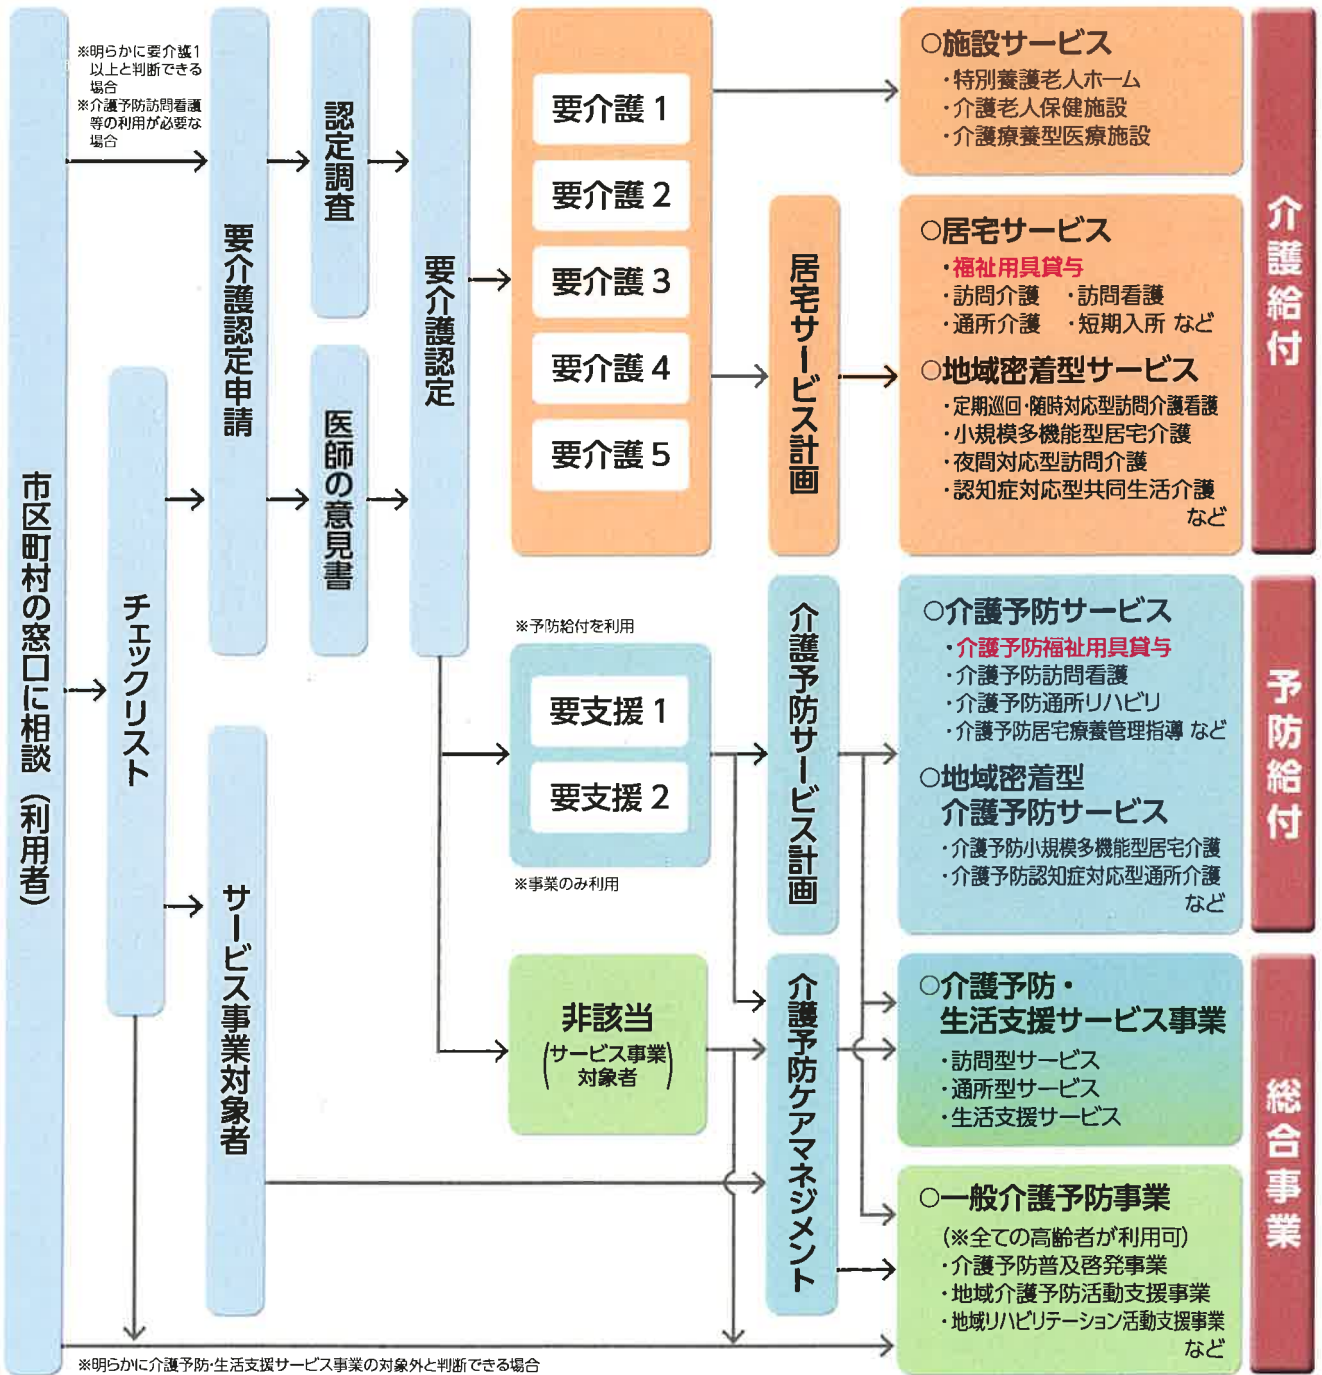 市区町村の窓口に相談（利用者）
※明らかに要介護1
以上と判断できる
場合
※介護予防訪問看護
等の利用が必要な
場合
チェックリスト
要介護認定申請
サービス事業対象者
認定調査
医師の意見書
要介護認定
要介護 1
要介護 2
要介護 3
要介護 4
要介護 5
※予防給付を利用
要支援 1
要支援 2
※事業のみ利用
非該当
(サービス事業
対象者)
居宅サービス計画
介護予防サービス計画
介護予防ケアマネジメント
○施設サービス
・特別養護老人ホーム
・介護老人保健施設
・介護療養型医療施設
○居宅サービス
・福祉用具貸与
・訪問介護 ・訪問看護
・通所介護 ・短期入所 など
○地域密着型サービス
・定期巡回・随時対応型訪問介護看護
・小規模多機能型居宅介護
・夜間対応型訪問介護
・認知症対応型共同生活介護
など
介護給付
○介護予防サービス
・介護予防福祉用具貸与
・介護予防訪問看護
・介護予防通所リハビリ
・介護予防居宅療養管理指導 など
○地域密着型
介護予防サービス
・介護予防小規模多機能型居宅介護
・介護予防認知症対応型通所介護
など
予防給付
○介護予防・
生活支援サービス事業
・訪問型サービス
・通所型サービス
・生活支援サービス
○一般介護予防事業
(※全ての高齢者が利用可)
・介護予防普及啓発事業
・地域介護予防活動支援事業
・地域リハビリテーション活動支援事業
など
総合事業
※明らかに介護予防・生活支援サービス事業の対象外と判断できる場合